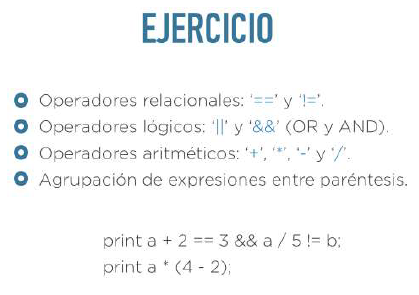 EJERCICIO
Operadores relacionales: '==' y '!='.
Operadores lógicos: '||' y '&&' (OR y AND).
Operadores aritméticos: '+', '*', '-' y '/'.
Agrupación de expresiones entre paréntesis.
print a + 2 == 3 && a / 5 != b;
print a * (4 - 2);